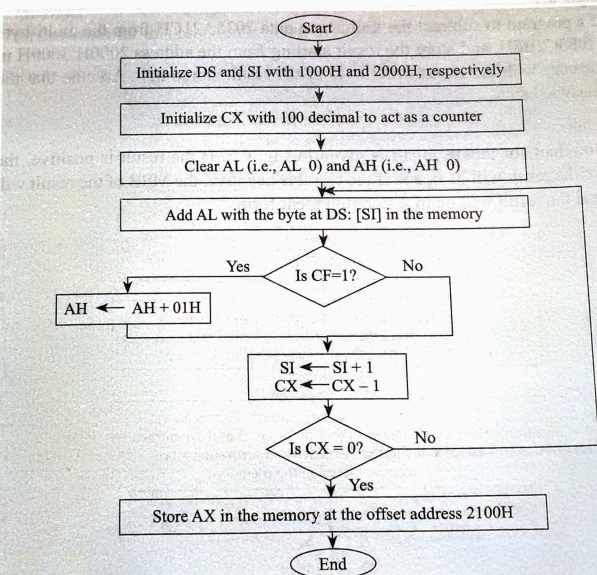 Start
Initialize DS and SI with 1000H and 2000H, respectively
Initialize CX with 100 decimal to act as a counter
Clear AL (i.e., AL 0) and AH (i.e., AH 0)
Add AL with the byte at DS: [SI] in the memory
Yes
Is CF=1?
No
AH ← AH + 01H
SI ← SI + 1
CX ← CX – 1
Is CX = 0?
No
Yes
Store AX in the memory at the offset address 2100H
End